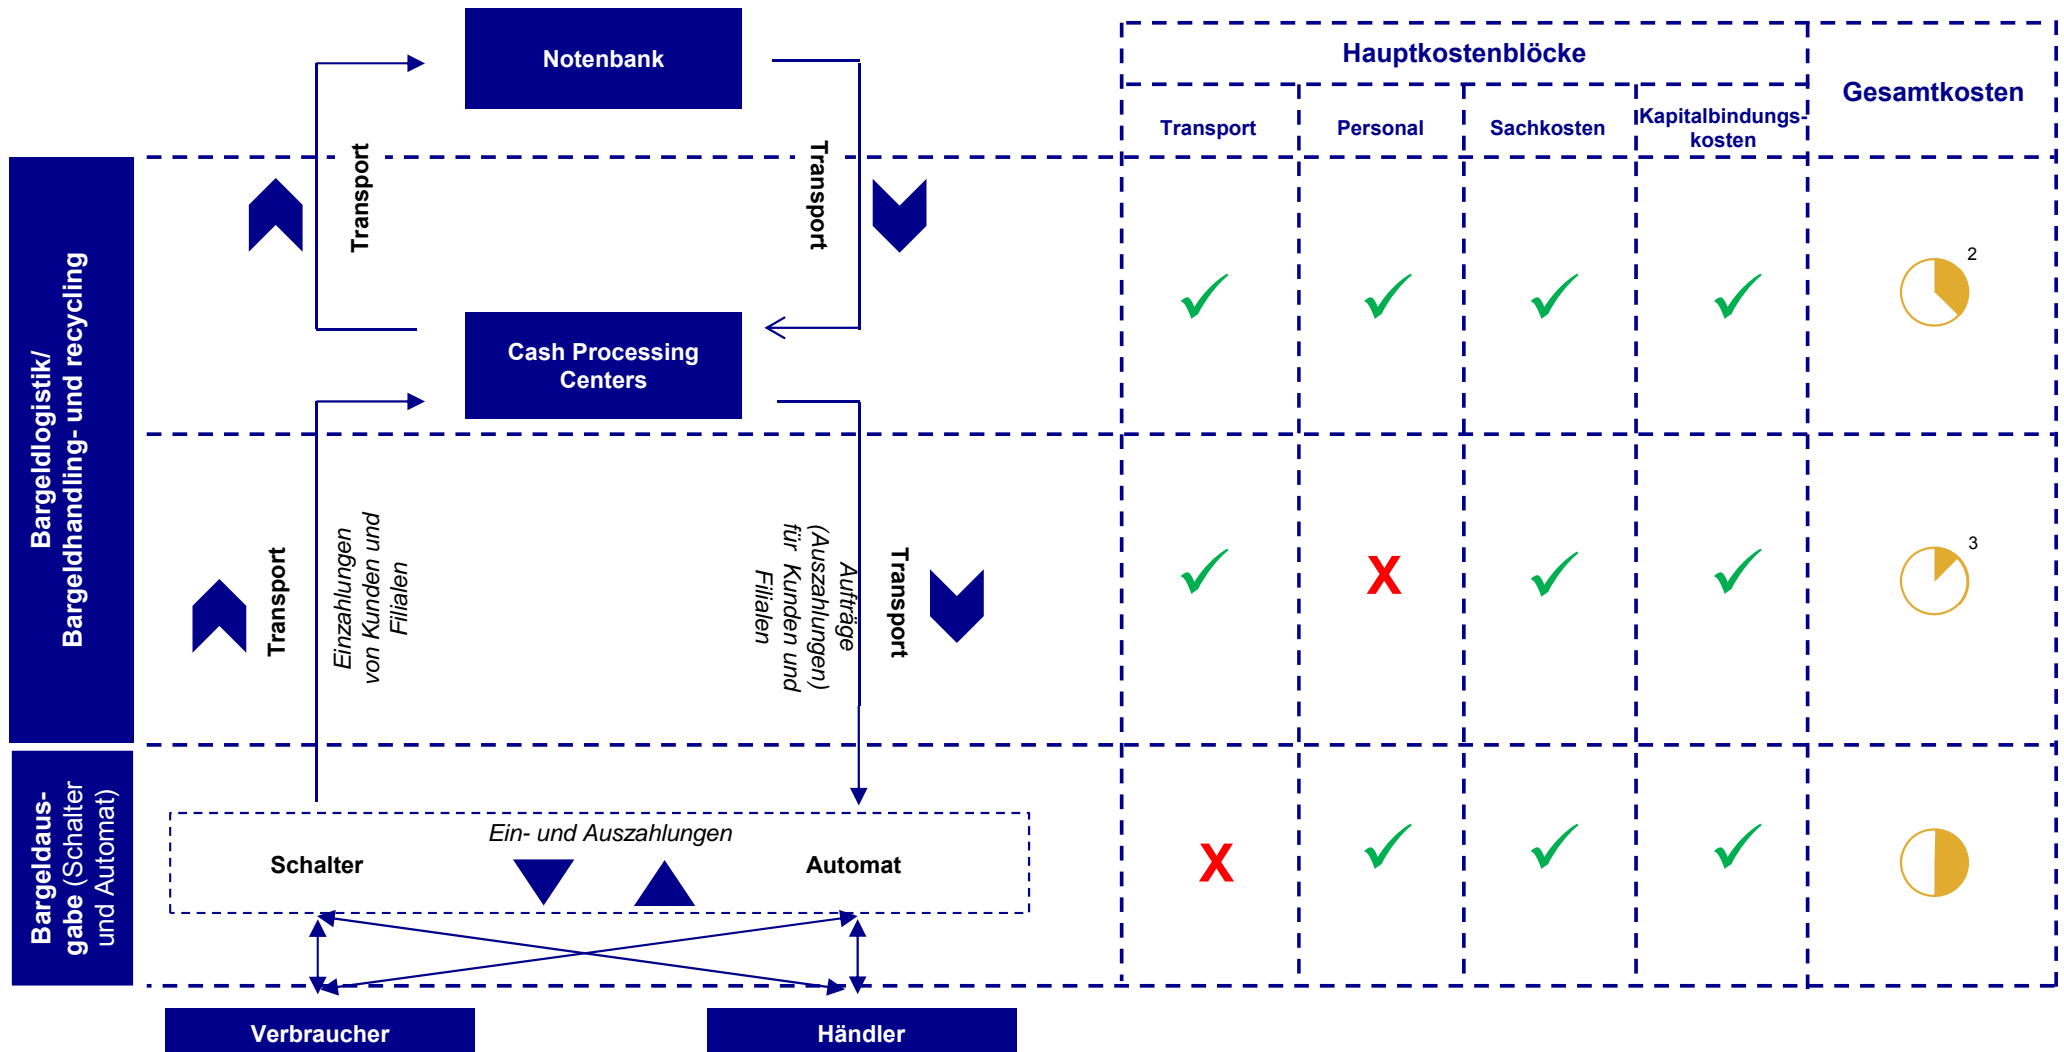 Notenbank
Hauptkostenblöcke
Gesamtkosten
Transport
Personal
Sachkosten
Kapitalbindungs-
kosten
Bargeldlogistik/
Bargeldhandling- und recycling
Transport
Transport
2
Cash Processing
Centers
Transport
Einzahlungen
von Kunden und
Filialen
Aufträge
(Auszahlungen)
für Kunden und
Filialen
Transport
X
3
Bargeldaus-
gabe (Schalter
und Automat)
Ein- und Auszahlungen
Schalter
Automat
X
Verbraucher
Händler